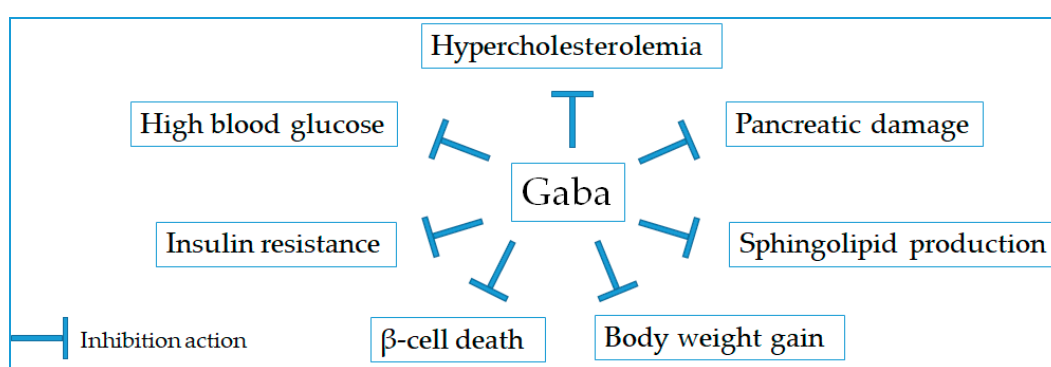 Hypercholesterolemia
High blood glucose
Pancreatic damage
Gaba
Insulin resistance
Sphingolipid production
β-cell death
Body weight gain
Inhibition action